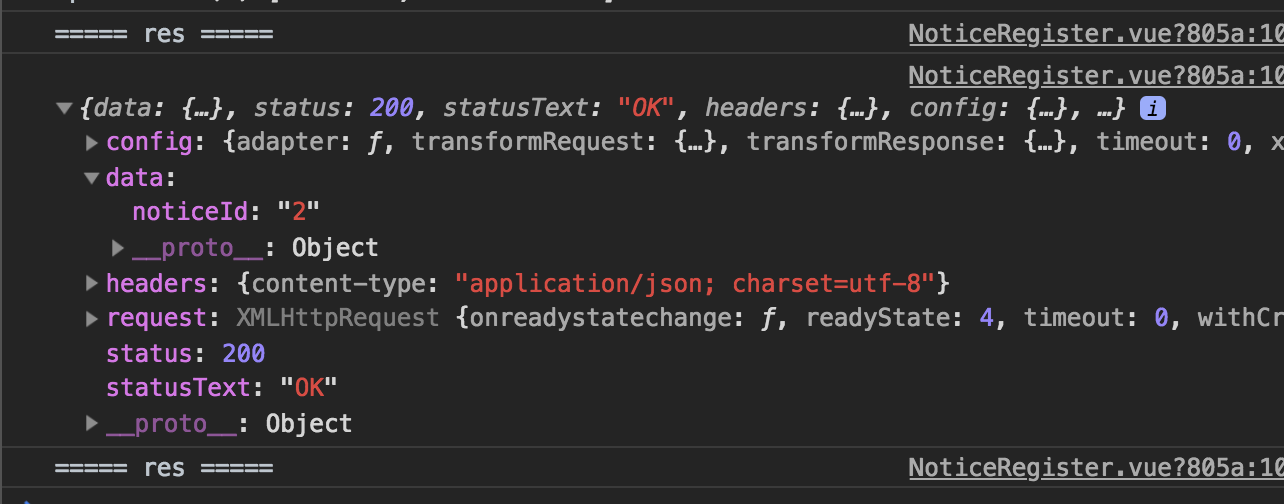 ===== res ===== NoticeRegister.vue?805a:10
NoticeRegister.vue?805a:10
{data: {…}, status: 200, statusText: "OK", headers: {…}, config: {…}, …} i
config: {adapter: ƒ, transformRequest: {…}, transformResponse: {…}, timeout: 0, x
data:
noticeId: "2"
__proto__: Object
headers: {content-type: "application/json; charset=utf-8"}
request: XMLHttpRequest {onreadystatechange: ƒ, readyState: 4, timeout: 0, withCr
status: 200
statusText: "OK"
__proto__: Object
===== res ===== NoticeRegister.vue?805a:10